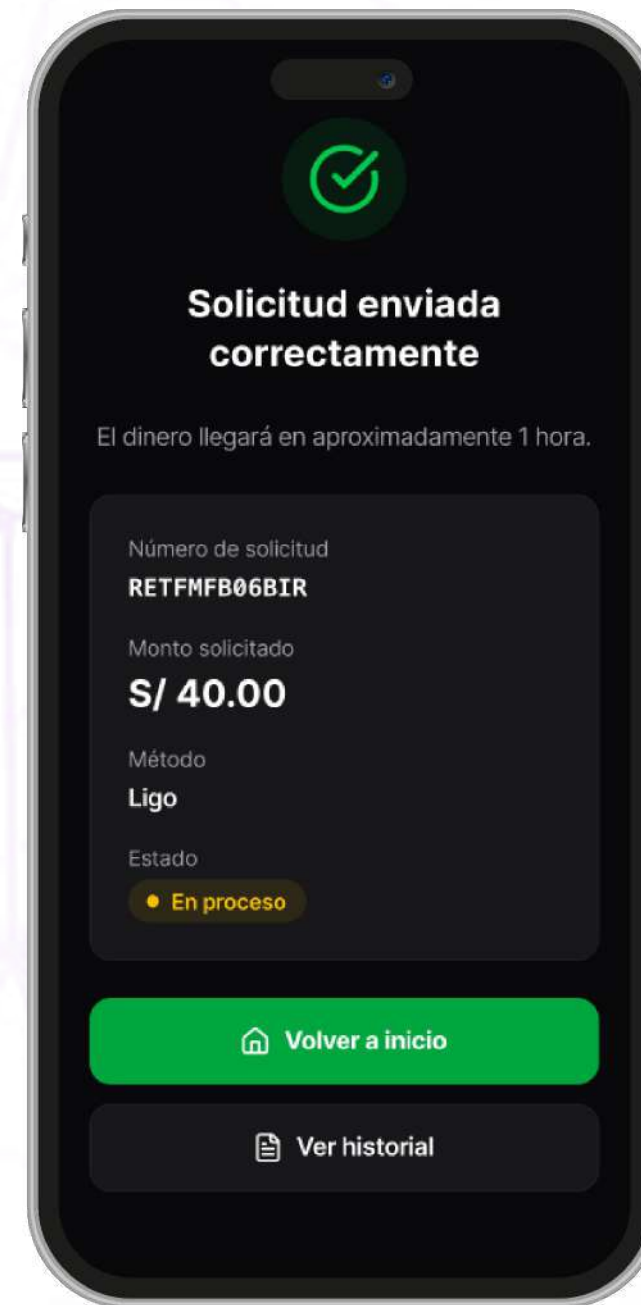 Solicitud enviada
correctamente
El dinero llegará en aproximadamente 1 hora.
Número de solicitud
RETFMFB06BIR
Monto solicitado
S/ 40.00
Método
Ligo
Estado
En proceso
Volver a inicio
Ver historial